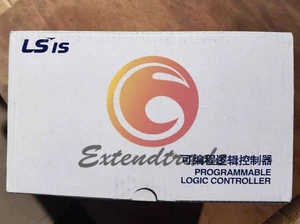 LS IS
Extendtrade
可编程逻辑控制器
PROGRAMMABLE
LOGIC CONTROLLER